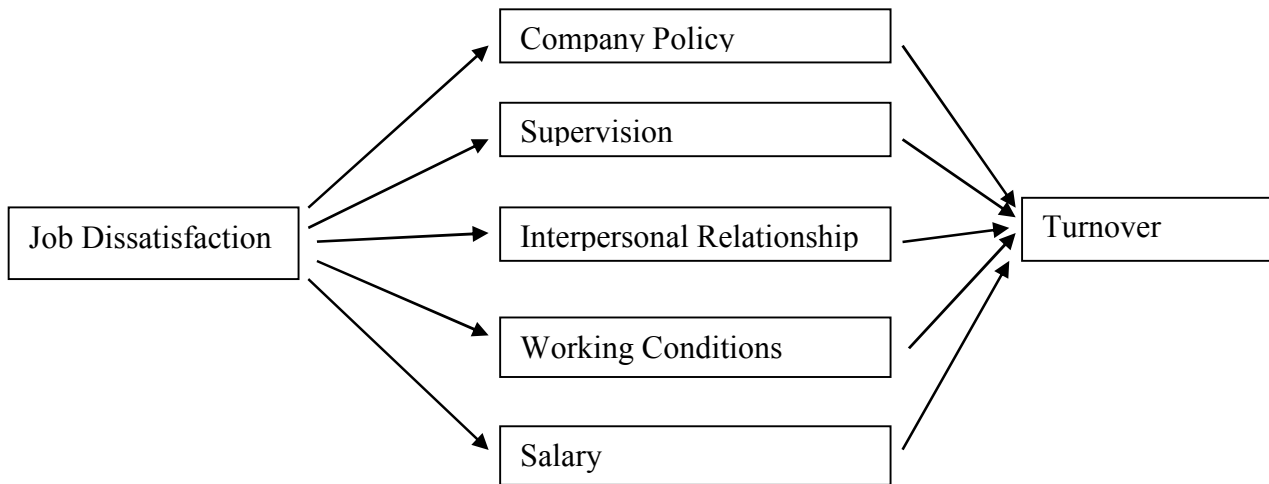 Company Policy
Supervision
Job Dissatisfaction
Interpersonal Relationship
Turnover
Working Conditions
Salary